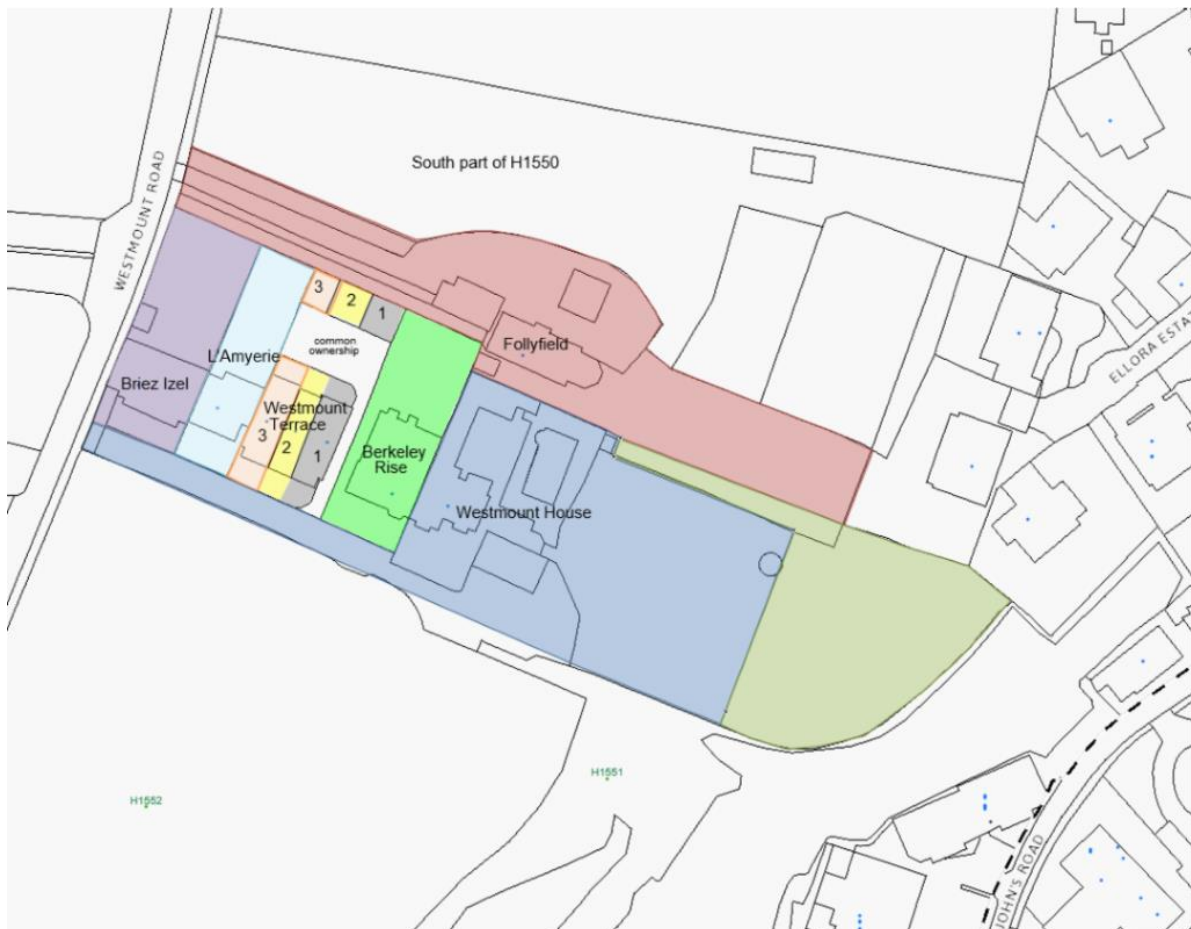 South part of H1550
WESTMOUNT ROAD
3
2
1
common
ownership
Follyfield
L'Amyerie
Briez Izel
Westmount
Terrace
3
2
1
Berkeley
Rise
Westmount House
ELLORA ESTAT
H1551
H1552
JOHN'S ROAD